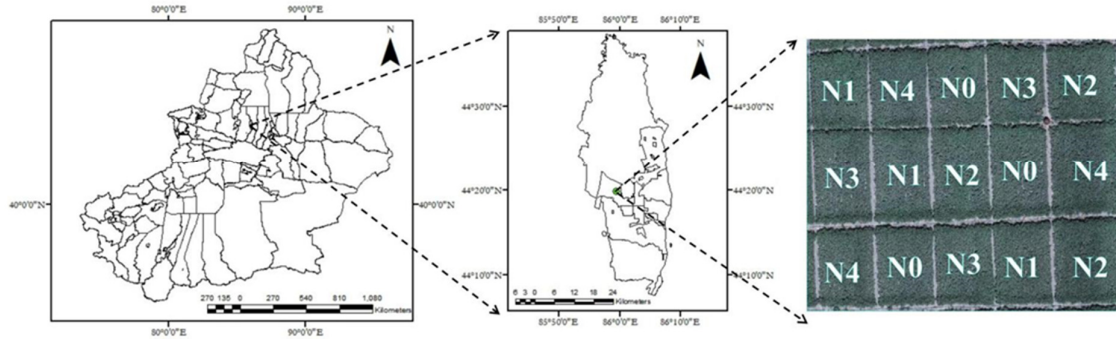 80°0'0"E 90°0'0"E
N
40°0'0"N 40°0'0"N
270 135 0 270 540 810 1,080
Kilometers
80°0'0"E 90°0'0"E
85°50'0"E 86°0'0"E 86°10'0"E
N
44°30'0"N 44°30'0"N
44°20'0"N 44°20'0"N
44°10'0"N 44°10'0"N
6 3 0 6 12 18 24
Kilometers
85°50'0"E 86°0'0"E 86°10'0"E
N1 N4 N0 N3 N2
N3 N1 N2 N0 N4
N4 N0 N3 N1 N2